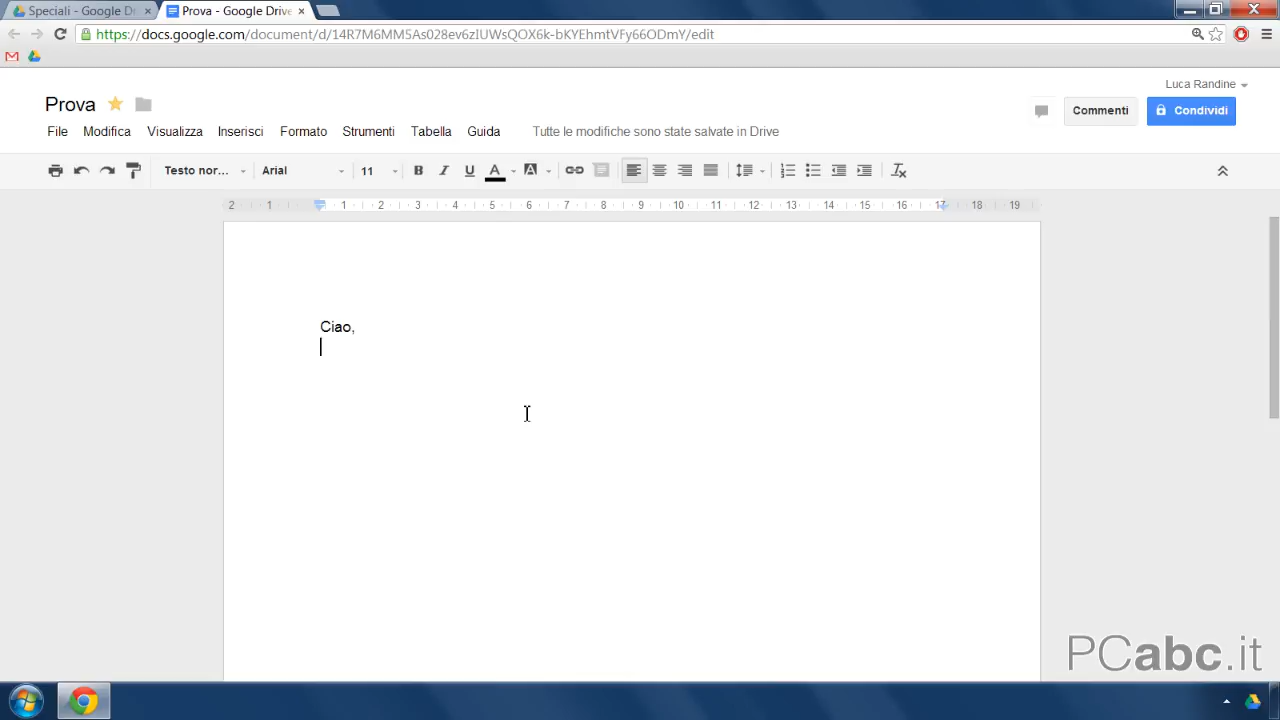 Speciali - Google Dr
Prova - Google Drive
https://docs.google.com/document/d/14R7M6MM5As028ev6zIUWsQOX6k-bKYEhmtVFy66ODmY/edit
Luca Randine
Prova
Commenti
Condividi
File Modifica Visualizza Inserisci Formato Strumenti Tabella Guida Tutte le modifiche sono state salvate in Drive
Testo nor... Arial 11 B I U A A
2 1 1 2 3 4 5 6 7 8 9 10 11 12 13 14 15 16 17 18 19
Ciao,
PCabc.it